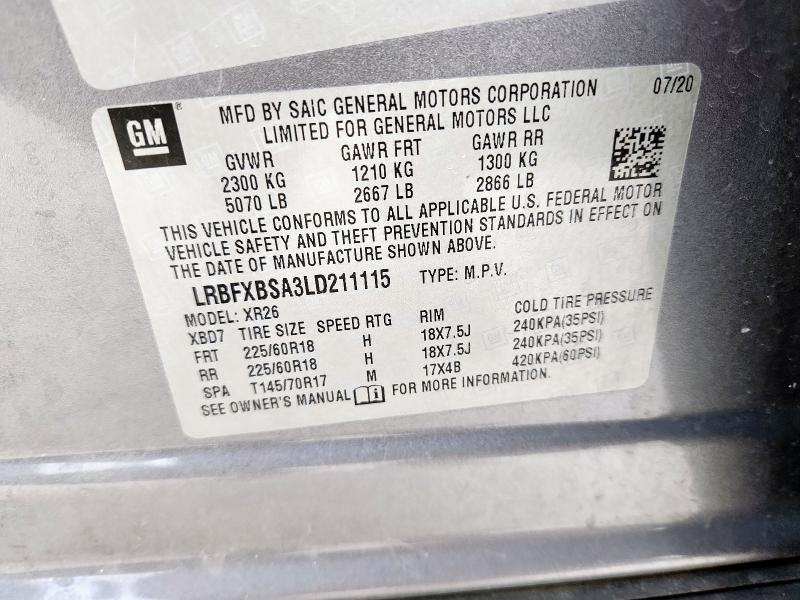 GM
MFD BY SAIC GENERAL MOTORS CORPORATION 07/20
LIMITED FOR GENERAL MOTORS LLC
GVWR GAWR FRT GAWR RR
2300 KG 1210 KG 1300 KG
5070 LB 2667 LB 2866 LB
THIS VEHICLE CONFORMS TO ALL APPLICABLE U.S. FEDERAL MOTOR
VEHICLE SAFETY AND THEFT PREVENTION STANDARDS IN EFFECT ON
THE DATE OF MANUFACTURE SHOWN ABOVE.
LRBFXBSA3LD211115 TYPE: M.P.V.
MODEL: XR26
XBD7 TIRE SIZE SPEED RTG RIM COLD TIRE PRESSURE
FRT 225/60R18 H 18X7.5J 240KPA(35PSI)
RR 225/60R18 H 18X7.5J 240KPA(35PSI)
SPA T145/70R17 M 17X4B 420KPA(60PSI)
SEE OWNER'S MANUAL i FOR MORE INFORMATION.